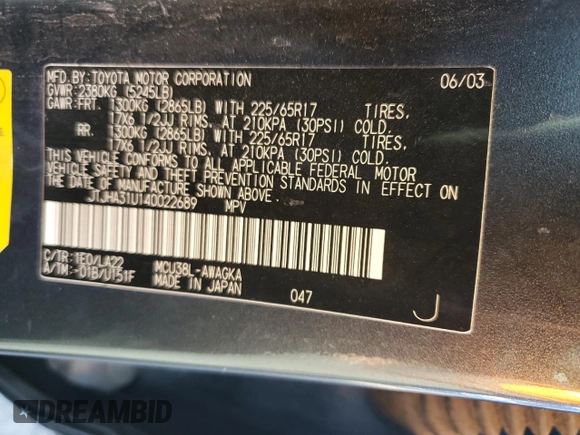 MFD.BY:TOYOTA MOTOR CORPORATION 06/03
GVWR:2380KG (5245LB)
GAWR:FRT. 1300KG (2865LB) WITH 225/65R17 TIRES,
17X6 1/2JJ RIMS, AT 210KPA (30PSI) COLD.
RR. 1300KG (2865LB) WITH 225/65R17 TIRES,
17X6 1/2JJ RIMS, AT 210KPA (30PSI) COLD.
THIS VEHICLE CONFORMS TO ALL APPLICABLE FEDERAL MOTOR
VEHICLE SAFETY AND THEFT PREVENTION STANDARDS IN EFFECT ON
THE DATE OF MANUFACTURE SHOWN ABOVE.
JTJHA31U140022689 MPV
C/TR:1E0/LA22 MCU38L-AWAGKA
A/TM:-01B/U151F MADE IN JAPAN 047 J
DREAMBID